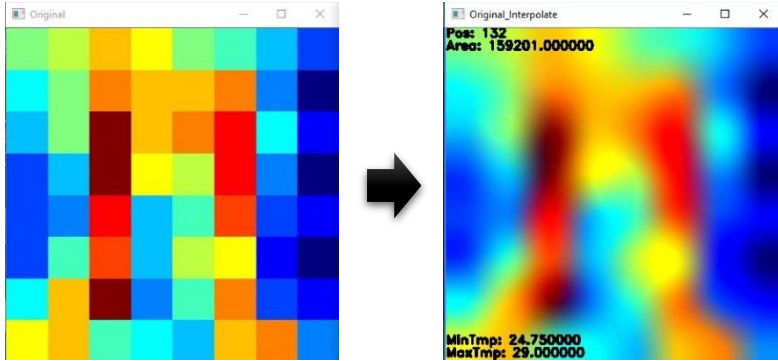 Original
Original_Interpolate
Pos: 132
Area: 159201.000000
MinTmp: 24.750000
MaxTmp: 29.000000